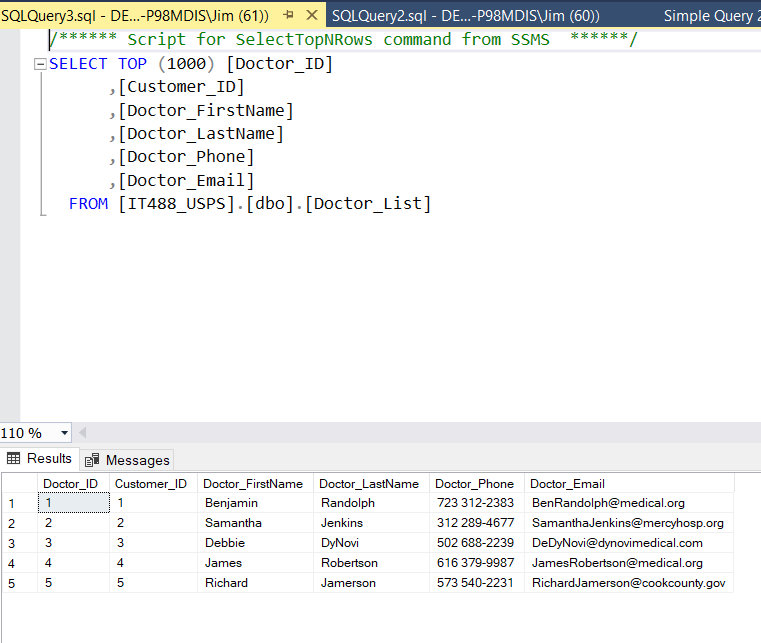 SQLQuery3.sql - DE...-P98MDIS\Jim (61)) SQLQuery2.sql - DE...-P98MDIS\Jim (60)) Simple Query 2
/****** Script for SelectTopNRows command from SSMS  ******/
SELECT TOP (1000) [Doctor_ID]
,[Customer_ID]
,[Doctor_FirstName]
,[Doctor_LastName]
,[Doctor_Phone]
,[Doctor_Email]
FROM [IT488_USPS].[dbo].[Doctor_List]
110 %
Results Messages
Doctor_ID Customer_ID Doctor_FirstName Doctor_LastName Doctor_Phone Doctor_Email
1 1 1 Benjamin Randolph 723 312-2383 BenRandolph@medical.org
2 2 2 Samantha Jenkins 312 289-4677 SamanthaJenkins@mercyhosp.org
3 3 3 Debbie DyNovi 502 688-2239 DeDyNovi@dynovimedical.com
4 4 4 James Robertson 616 379-9987 JamesRobertson@medical.org
5 5 5 Richard Jamerson 573 540-2231 RichardJamerson@cookcounty.gov